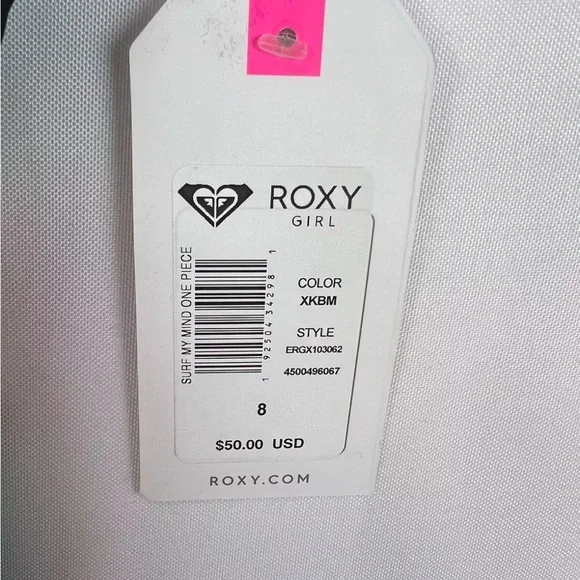 ROXY
GIRL
SURF MY MIND ONE PIECE
1 92504 34298 1
COLOR
XKBM
STYLE
ERGX103062
4500496067
8
$50.00 USD
ROXY.COM